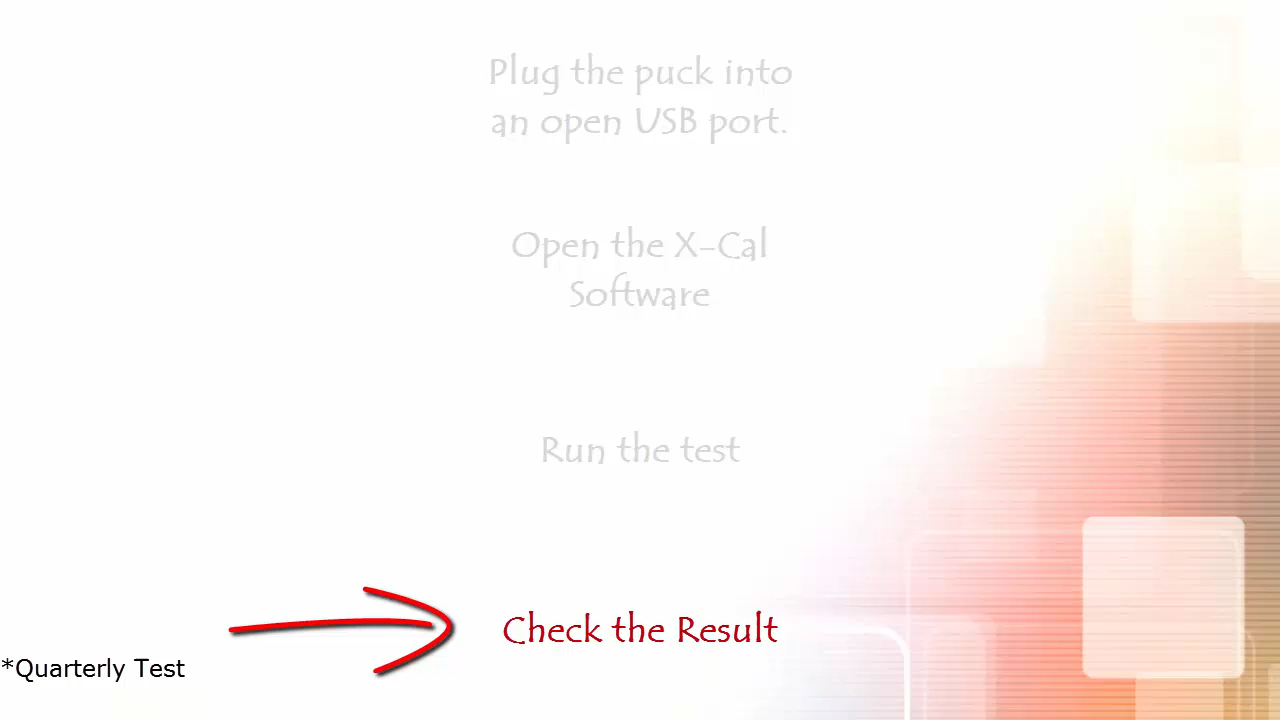 Plug the puck into
an open USB port.
Open the X-Cal
Software
Run the test
Check the Result
*Quarterly Test